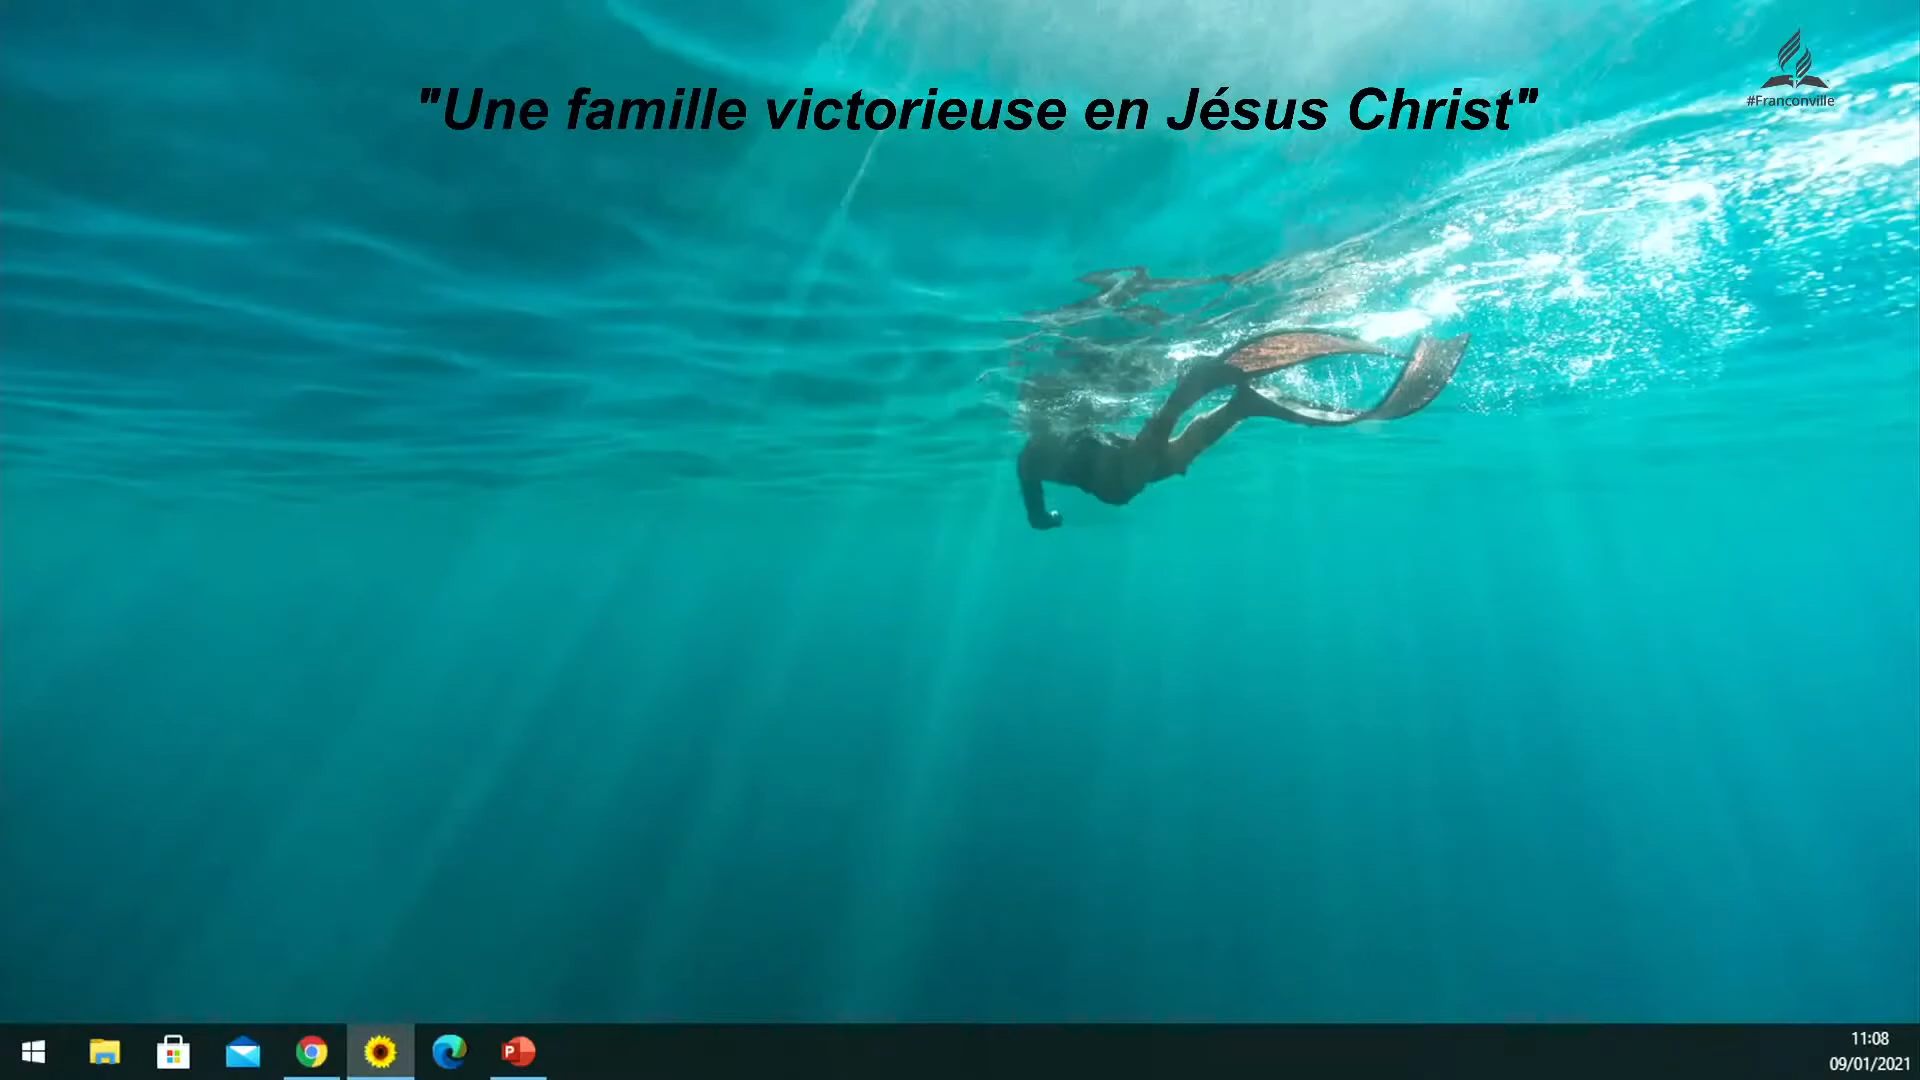 "Une famille victorieuse en Jésus Christ"
#Franconville
P
11:08
09/01/2021